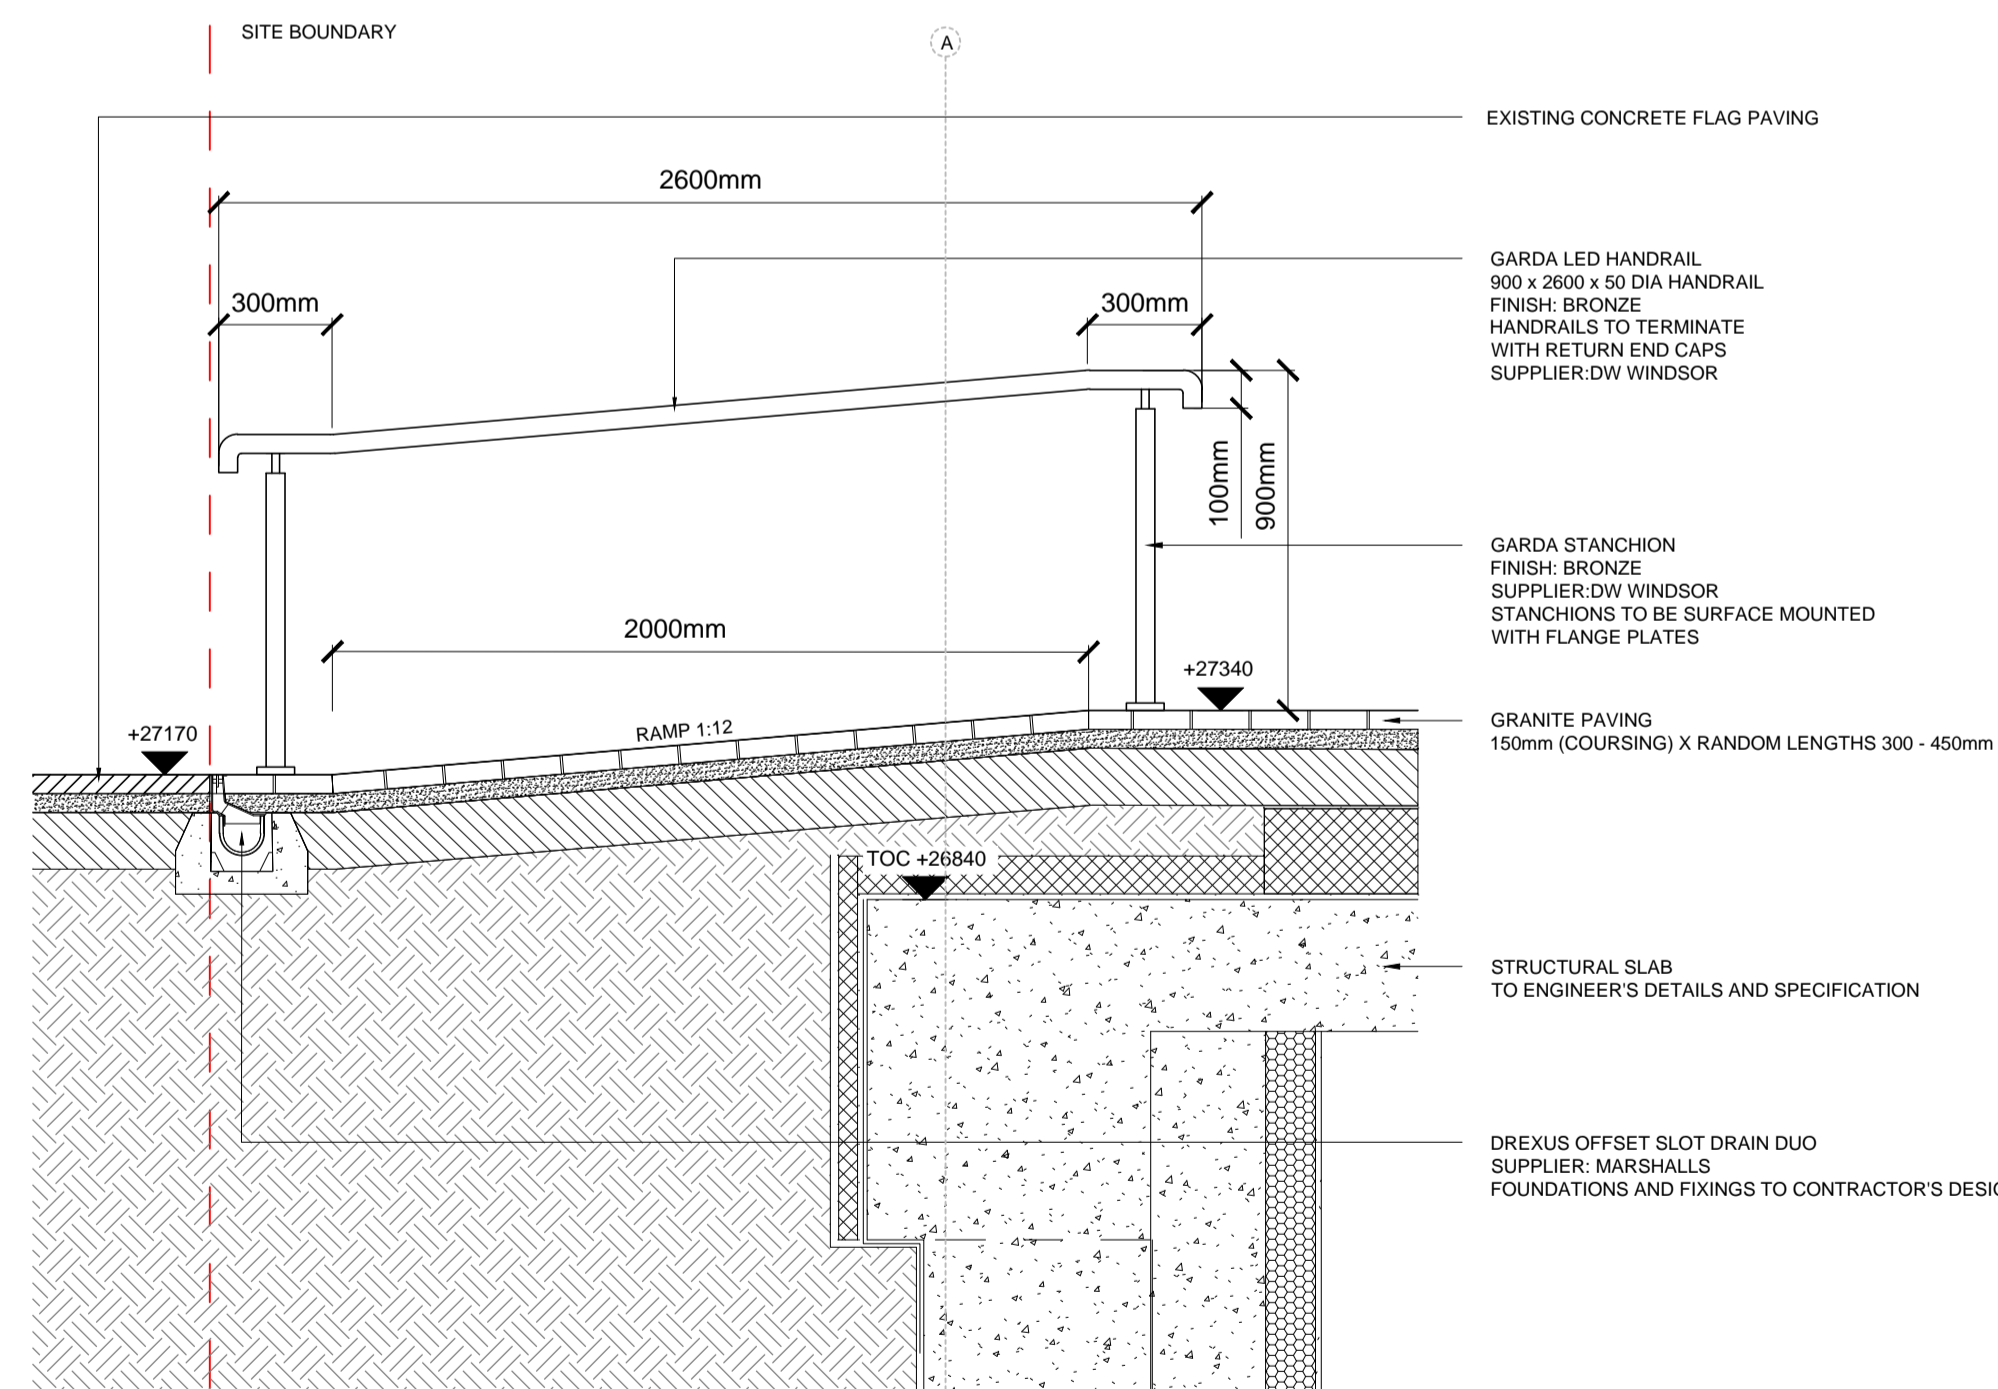 SITE BOUNDARY
A
EXISTING CONCRETE FLAG PAVING
2600mm
GARDA LED HANDRAIL
900 x 2600 x 50 DIA HANDRAIL
FINISH: BRONZE
HANDRAILS TO TERMINATE
WITH RETURN END CAPS
SUPPLIER:DW WINDSOR
300mm
300mm
100mm
900mm
GARDA STANCHION
FINISH: BRONZE
SUPPLIER:DW WINDSOR
STANCHIONS TO BE SURFACE MOUNTED
WITH FLANGE PLATES
2000mm
+27340
+27170
RAMP 1:12
GRANITE PAVING
150mm (COURSING) X RANDOM LENGTHS 300 - 450mm
TOC +26840
STRUCTURAL SLAB
TO ENGINEER'S DETAILS AND SPECIFICATION
DREXUS OFFSET SLOT DRAIN DUO
SUPPLIER: MARSHALLS
FOUNDATIONS AND FIXINGS TO CONTRACTOR'S